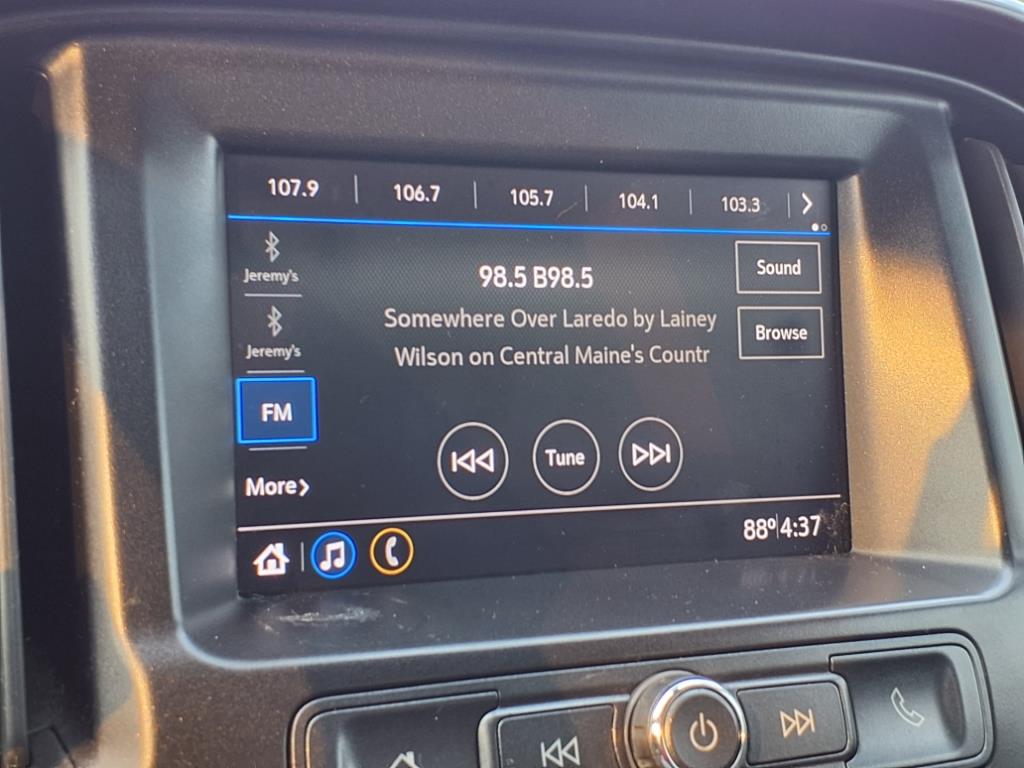 107.9 106.7 105.7 104.1 103.3
Jeremy's
98.5 B98.5
Sound
Somewhere Over Laredo by Lainey
Browse
Jeremy's
Wilson on Central Maine's Countr
FM
Tune
More
88° 4:37